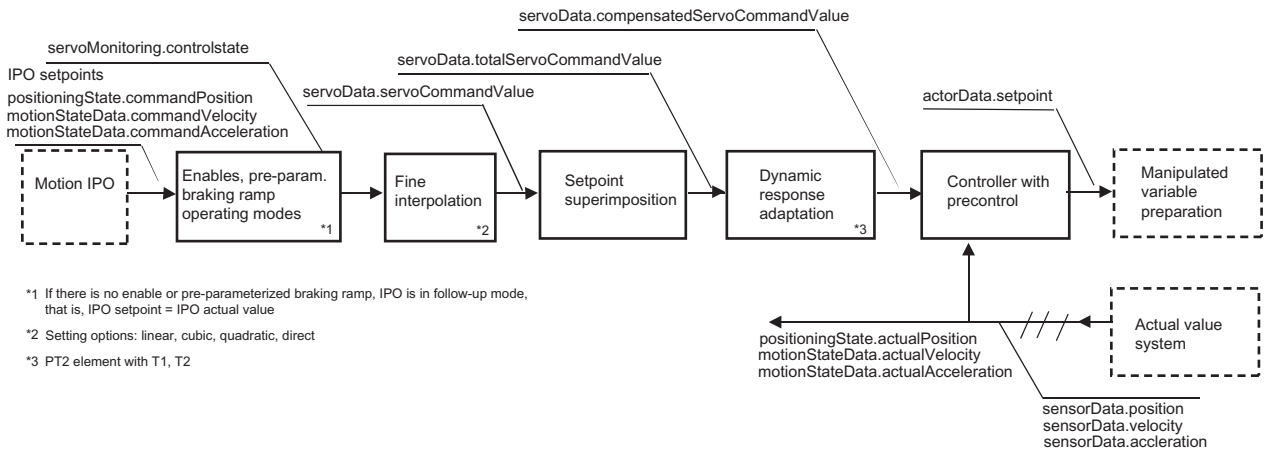 servoData.compensatedServoCommandValue
servoMonitoring.controlstate
servoData.totalServoCommandValue
IPO setpoints
positioningState.commandPosition
motionStateData.commandVelocity
motionStateData.commandAcceleration
servoData.servoCommandValue
actorData.setpoint
Motion IPO
Enables, pre-param.
braking ramp
operating modes
*1
Fine
interpolation
*2
Setpoint
superimposition
Dynamic
response
adaptation
*3
Controller with
precontrol
Manipulated
variable
preparation
*1 If there is no enable or pre-parameterized braking ramp, IPO is in follow-up mode,
that is, IPO setpoint = IPO actual value
*2 Setting options: linear, cubic, quadratic, direct
*3 PT2 element with T1, T2
positioningState.actualPosition
motionStateData.actualVelocity
motionStateData.actualAcceleration
Actual value
system
sensorData.position
sensorData.velocity
sensorData.accleration